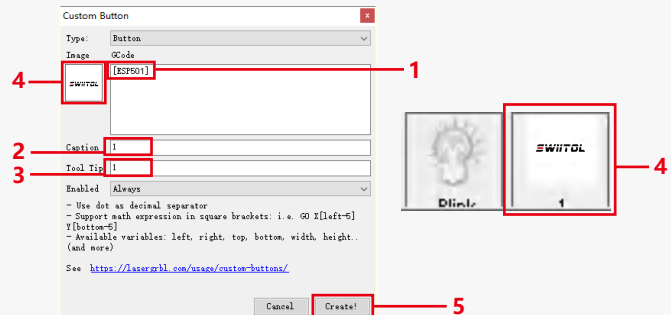 Custom Button
x
Type: Button
Image GCode
[ESP501]
SWIITOL
Caption 1
Tool Tip 1
Enabled Always
- Use dot as decimal separator
- Support math expression in square brackets: i.e. G0 X[left-5]
Y[bottom-5]
- Available variables: left, right, top, bottom, width, height..
(and more)
See https://lasergrbl.com/usage/custom-buttons/
Cancel Create!
4
1
2
3
5
Blink
SWIITOL
1
4